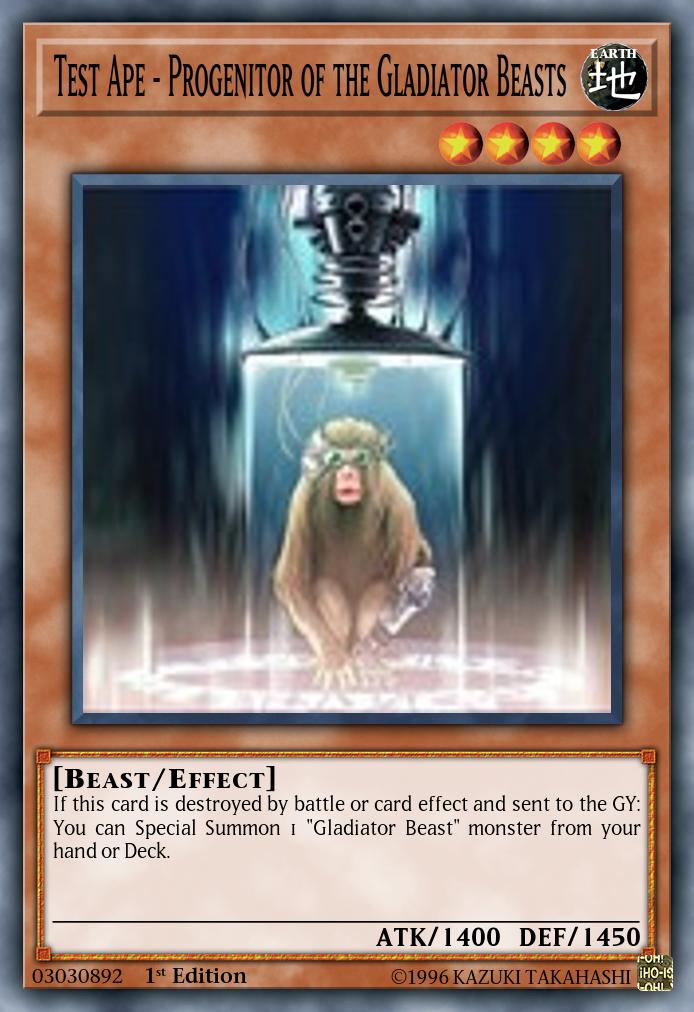 Test Ape - Progenitor of the Gladiator Beasts
EARTH
地
[Beast/Effect]
If this card is destroyed by battle or card effect and sent to the GY:
You can Special Summon 1 "Gladiator Beast" monster from your
hand or Deck.
ATK/1400 DEF/1450
03030892 1st Edition ©1996 KAZUKI TAKAHASHI